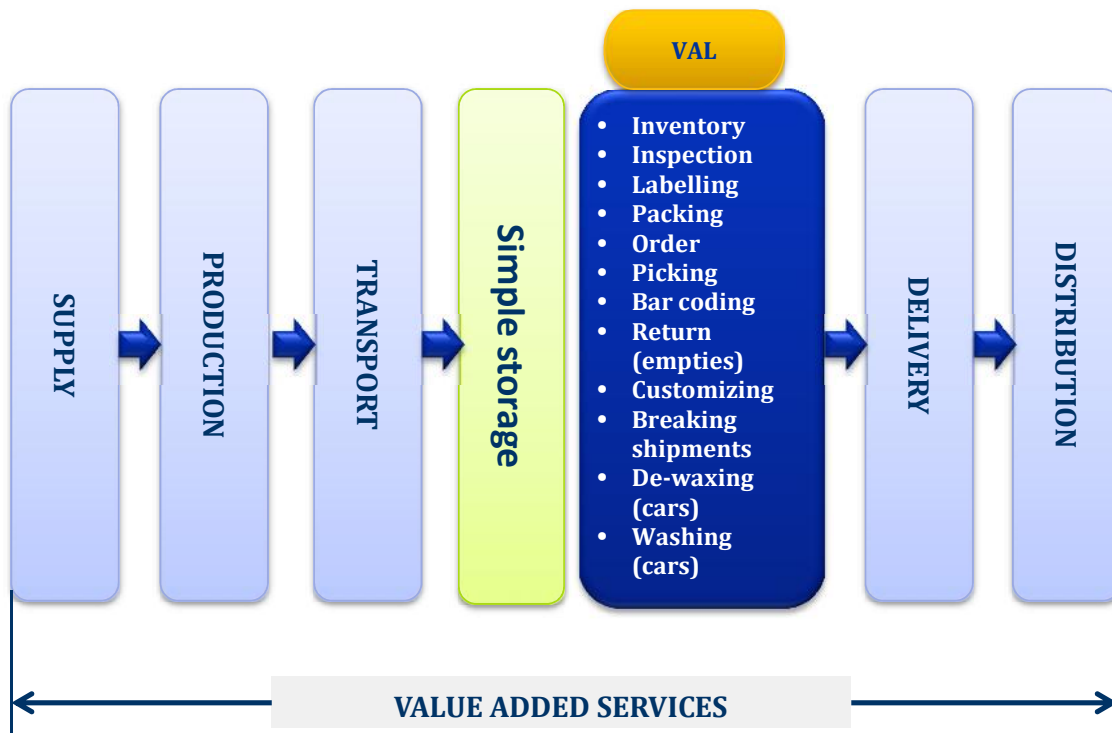 VAL
SUPPLY
PRODUCTION
TRANSPORT
Simple storage
• Inventory
• Inspection
• Labelling
• Packing
• Order
• Picking
• Bar coding
• Return
(empties)
• Customizing
• Breaking
shipments
• De-waxing
(cars)
• Washing
(cars)
DELIVERY
DISTRIBUTION
VALUE ADDED SERVICES